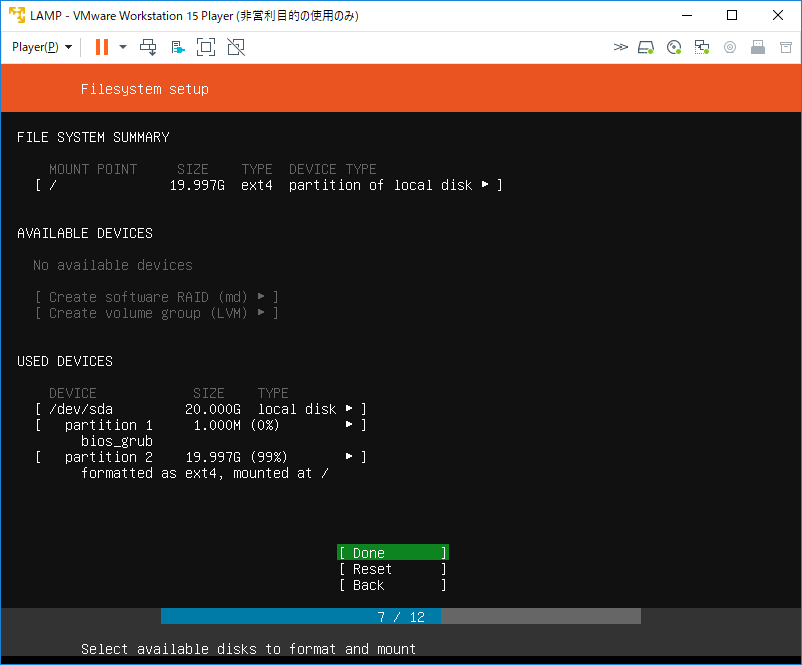 LAMP - VMware Workstation 15 Player (非営利目的の使用のみ)
Player(P)
Filesystem setup
FILE SYSTEM SUMMARY
MOUNT POINT SIZE TYPE DEVICE TYPE
[ / 19.997G ext4 partition of local disk ▸ ]
AVAILABLE DEVICES
No available devices
[ Create software RAID (md) ▸ ]
[ Create volume group (LVM) ▸ ]
USED DEVICES
DEVICE SIZE TYPE
[ /dev/sda 20.000G local disk ▸ ]
[ partition 1 1.000M (0%) ▸ ]
bios_grub
[ partition 2 19.997G (99%) ▸ ]
formatted as ext4, mounted at /
[ Done ]
[ Reset ]
[ Back ]
7 / 12
Select available disks to format and mount